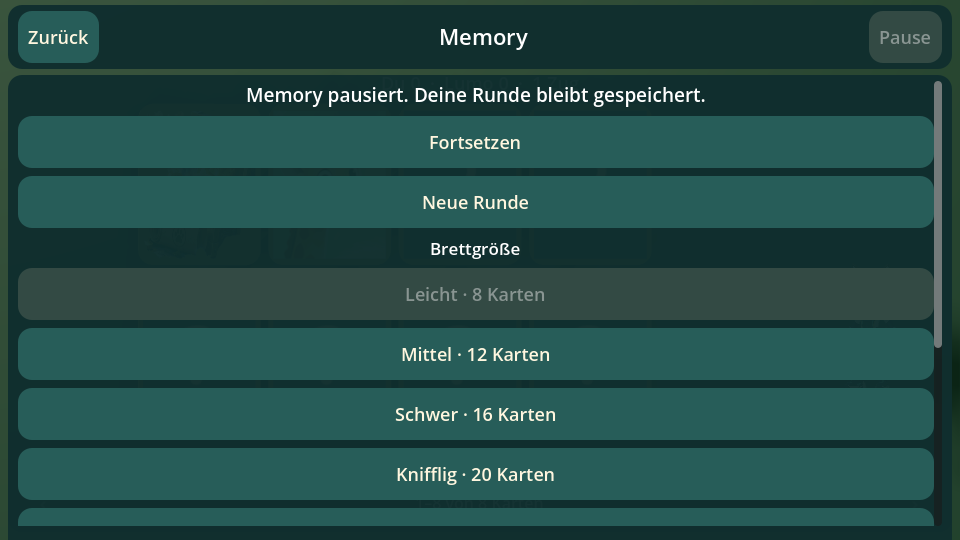 Zurück
Memory
Pause
Memory pausiert. Deine Runde bleibt gespeichert.
Fortsetzen
Neue Runde
Brettgröße
Leicht · 8 Karten
Mittel · 12 Karten
Schwer · 16 Karten
Knifflig · 20 Karten